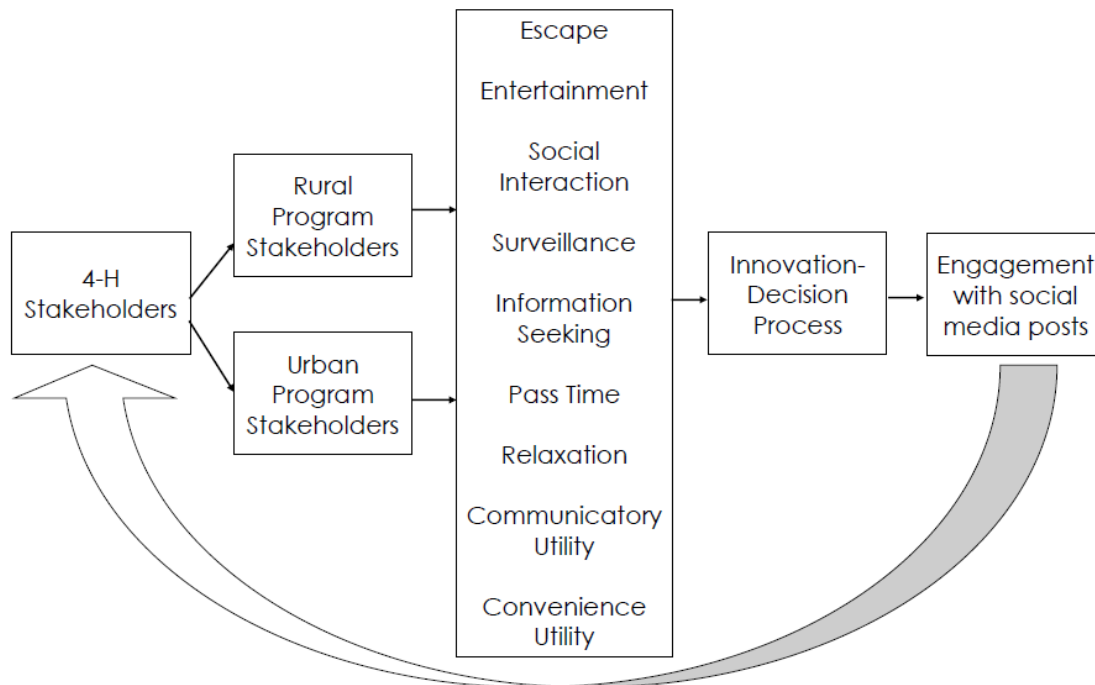 4-H
Stakeholders
Rural
Program
Stakeholders
Urban
Program
Stakeholders
Escape
Entertainment
Social
Interaction
Surveillance
Information
Seeking
Pass Time
Relaxation
Communicatory
Utility
Convenience
Utility
Innovation-
Decision
Process
Engagement
with social
media posts